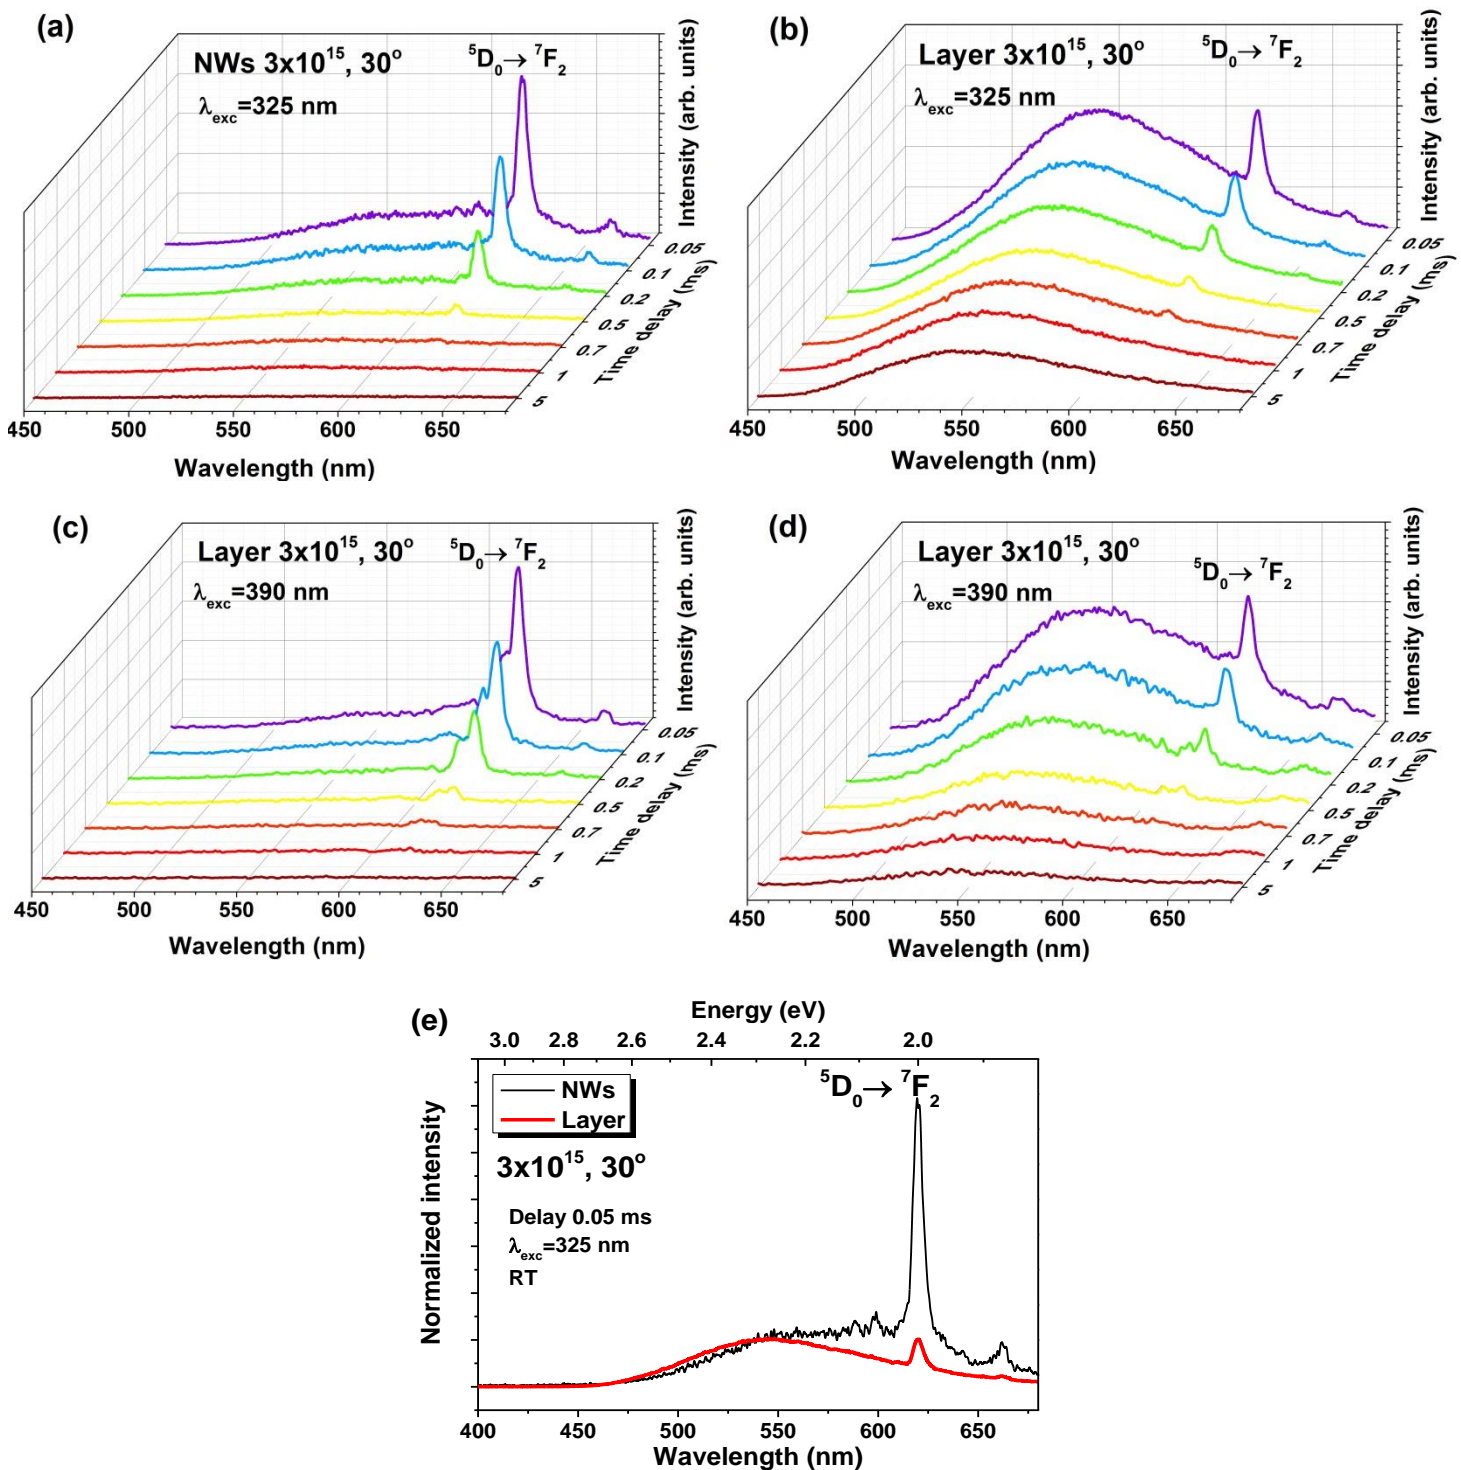 (a)
NWs 3x10¹⁵, 30°
⁵D₀→ ⁷F₂
λexc=325 nm
Intensity (arb. units)
0.05
0.1
0.2
0.5
0.7
1
5
Time delay (ms)
450 500 550 600 650
Wavelength (nm)
(b)
Layer 3x10¹⁵, 30°
⁵D₀→ ⁷F₂
λexc=325 nm
Intensity (arb. units)
0.05
0.1
0.2
0.5
0.7
1
5
Time delay (ms)
450 500 550 600 650
Wavelength (nm)
(c)
Layer 3x10¹⁵, 30°
⁵D₀→ ⁷F₂
λexc=390 nm
Intensity (arb. units)
0.05
0.1
0.2
0.5
0.7
1
5
Time delay (ms)
450 500 550 600 650
Wavelength (nm)
(d)
Layer 3x10¹⁵, 30°
⁵D₀→ ⁷F₂
λexc=390 nm
Intensity (arb. units)
0.05
0.1
0.2
0.5
0.7
1
5
Time delay (ms)
450 500 550 600 650
Wavelength (nm)
(e)
Energy (eV)
3.0 2.8 2.6 2.4 2.2 2.0
⁵D₀→ ⁷F₂
NWs
Layer
3x10¹⁵, 30°
Delay 0.05 ms
λexc=325 nm
RT
Normalized intensity
400 450 500 550 600 650
Wavelength (nm)